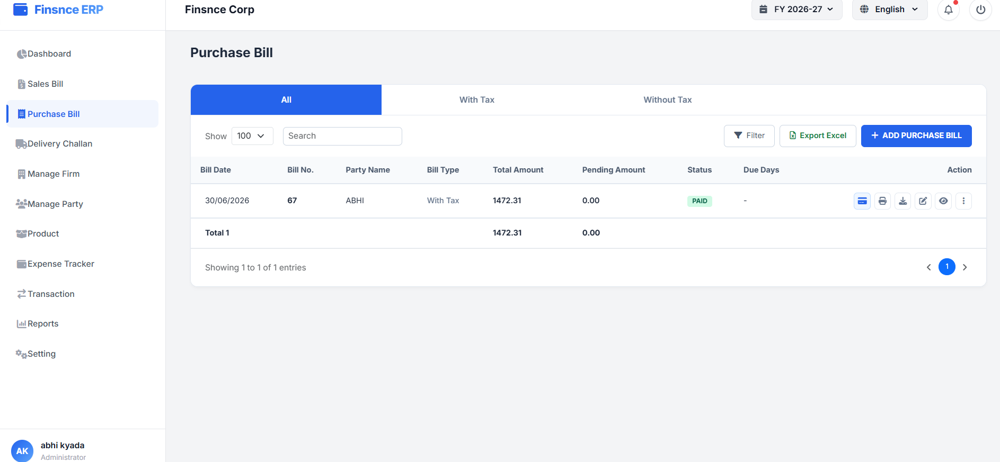 Finsnce ERP
Finsnce Corp
FY 2026-27
English
Dashboard
Sales Bill
Purchase Bill
Delivery Challan
Manage Firm
Manage Party
Product
Expense Tracker
Transaction
Reports
Setting
AK
abhi kyada
Administrator
Purchase Bill
All With Tax Without Tax
Show 100 Search Filter Export Excel + ADD PURCHASE BILL
Bill Date Bill No. Party Name Bill Type Total Amount Pending Amount Status Due Days Action
30/06/2026 67 ABHI With Tax 1472.31 0.00 PAID -
Total 1 1472.31 0.00
Showing 1 to 1 of 1 entries 1